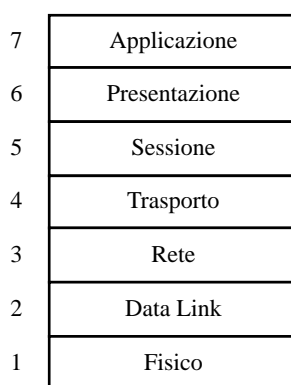 7 Applicazione
6 Presentazione
5 Sessione
4 Trasporto
3 Rete
2 Data Link
1 Fisico